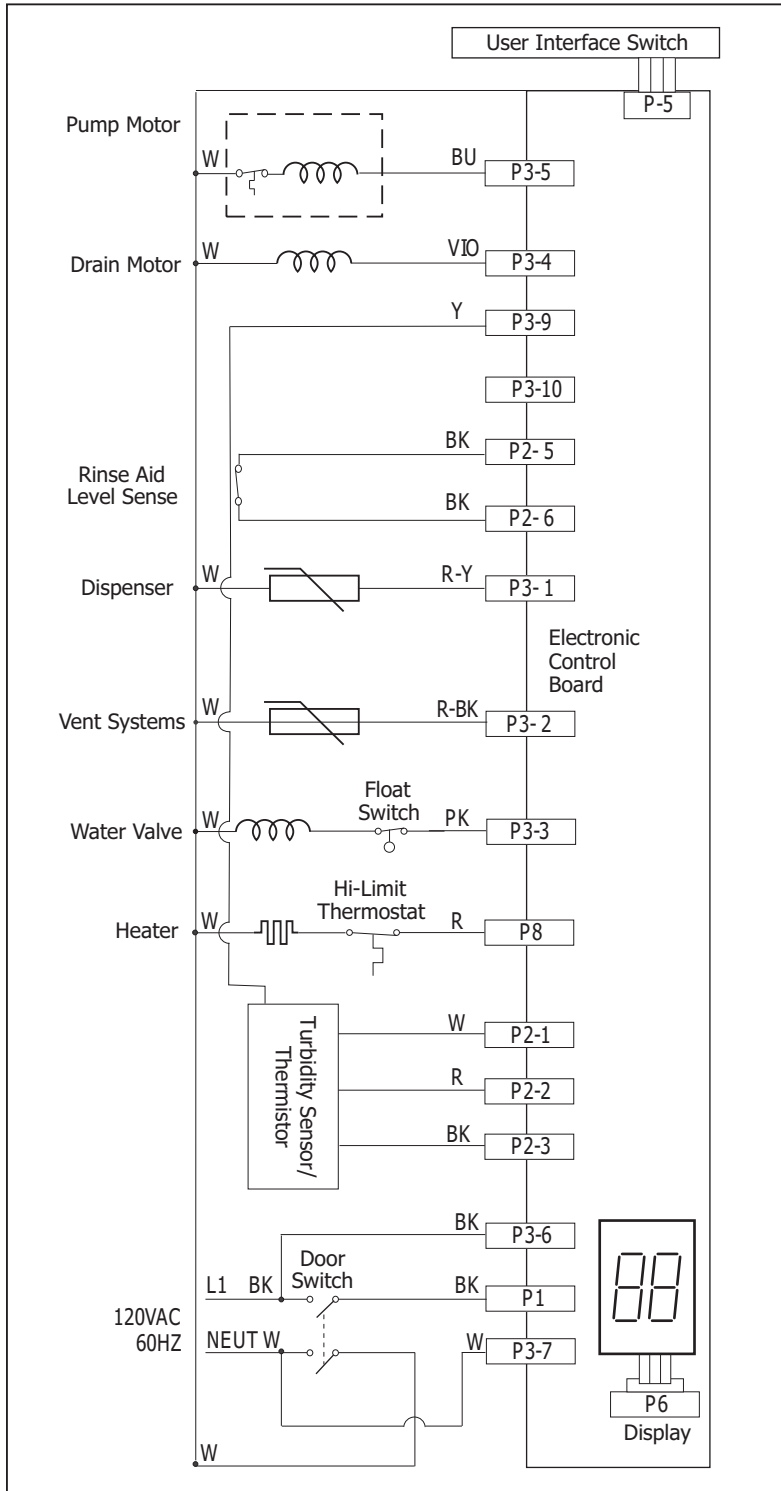 User Interface Switch
P-5
Pump Motor
W
BU
P3-5
Drain Motor
W
VIO
P3-4
Y
P3-9
P3-10
BK
P2-5
Rinse Aid
Level Sense
BK
P2-6
Dispenser
W
R-Y
P3-1
Electronic
Control
Board
Vent Systems
W
R-BK
P3-2
Float
Switch
Water Valve
W
PK
P3-3
Hi-Limit
Thermostat
Heater
W
R
P8
Turbidity Sensor/
Thermistor
W
P2-1
R
P2-2
BK
P2-3
BK
P3-6
Door
Switch
L1 BK
BK
P1
120VAC
60HZ
NEUT W
W
P3-7
88
P6
Display
W